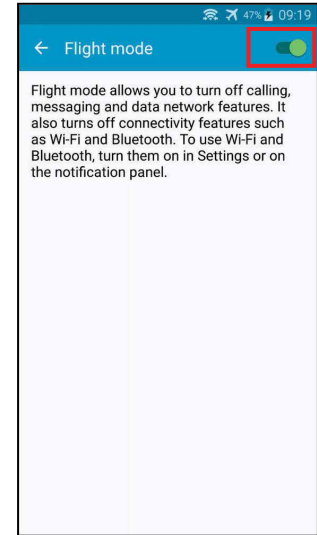 47% 09:19
Flight mode
Flight mode allows you to turn off calling,
messaging and data network features. It
also turns off connectivity features such
as Wi-Fi and Bluetooth. To use Wi-Fi and
Bluetooth, turn them on in Settings or on
the notification panel.